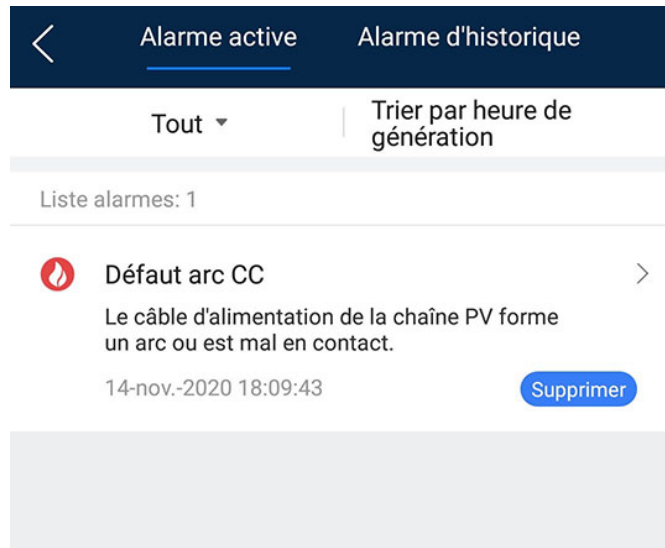 Alarme active
Alarme d'historique
Tout
Trier par heure de
génération
Liste alarmes: 1
Défaut arc CC
Le câble d'alimentation de la chaîne PV forme
un arc ou est mal en contact.
14-nov.-2020 18:09:43
Supprimer